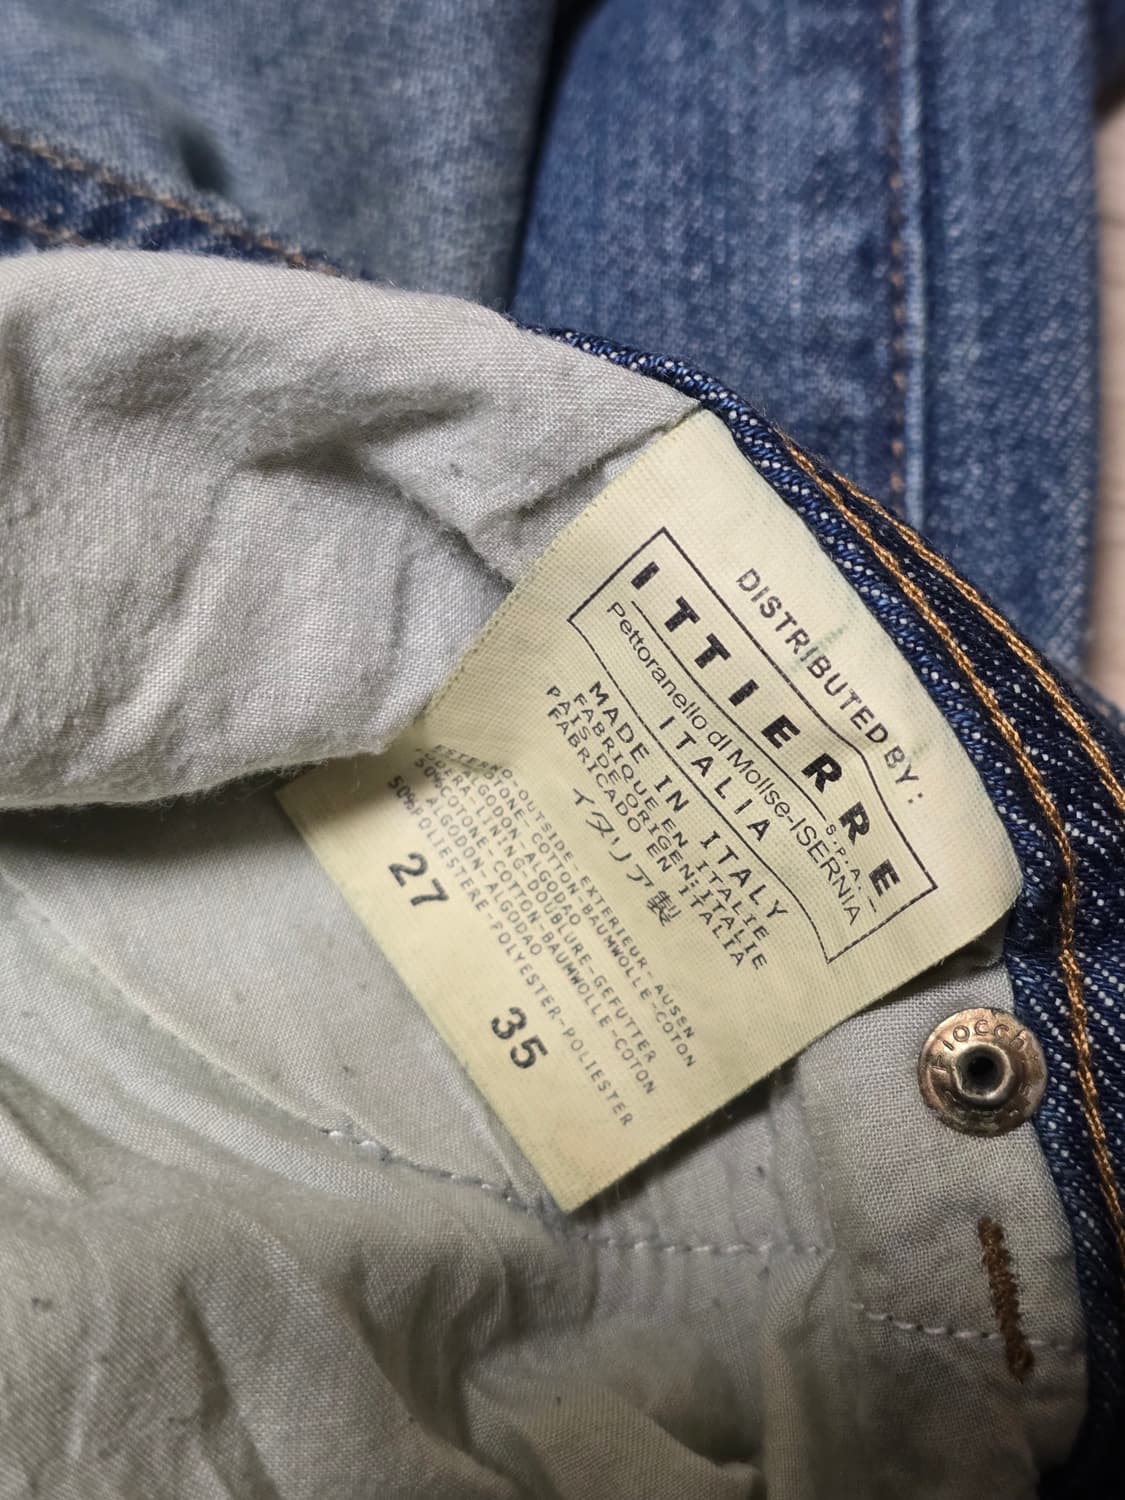 DISTRIBUTED BY:
ITTIERRE
S.P.A.
Pettoranello di Molise-ISERNIA
ITALIA
MADE IN ITALY
FABRIQUE EN ITALIE
PAIS DE ORIGEN: ITALIE
FABRICADO EN ITALIA
イタリア製
ESTERNO-OUTSIDE-EXTERIEUR-AUSEN
COTONE-COTTON-BAUMWOLLE-COTON
ALGODON-ALGODAO
FODERA-LINING-DOUBLURE-GEFUTTER
50%COTONE-COTTON-BAUMWOLLE-COTON
ALGODON-ALGODAO
50%POLIESTERE-POLYESTER-POLIESTER
27 35
FIOCCHI